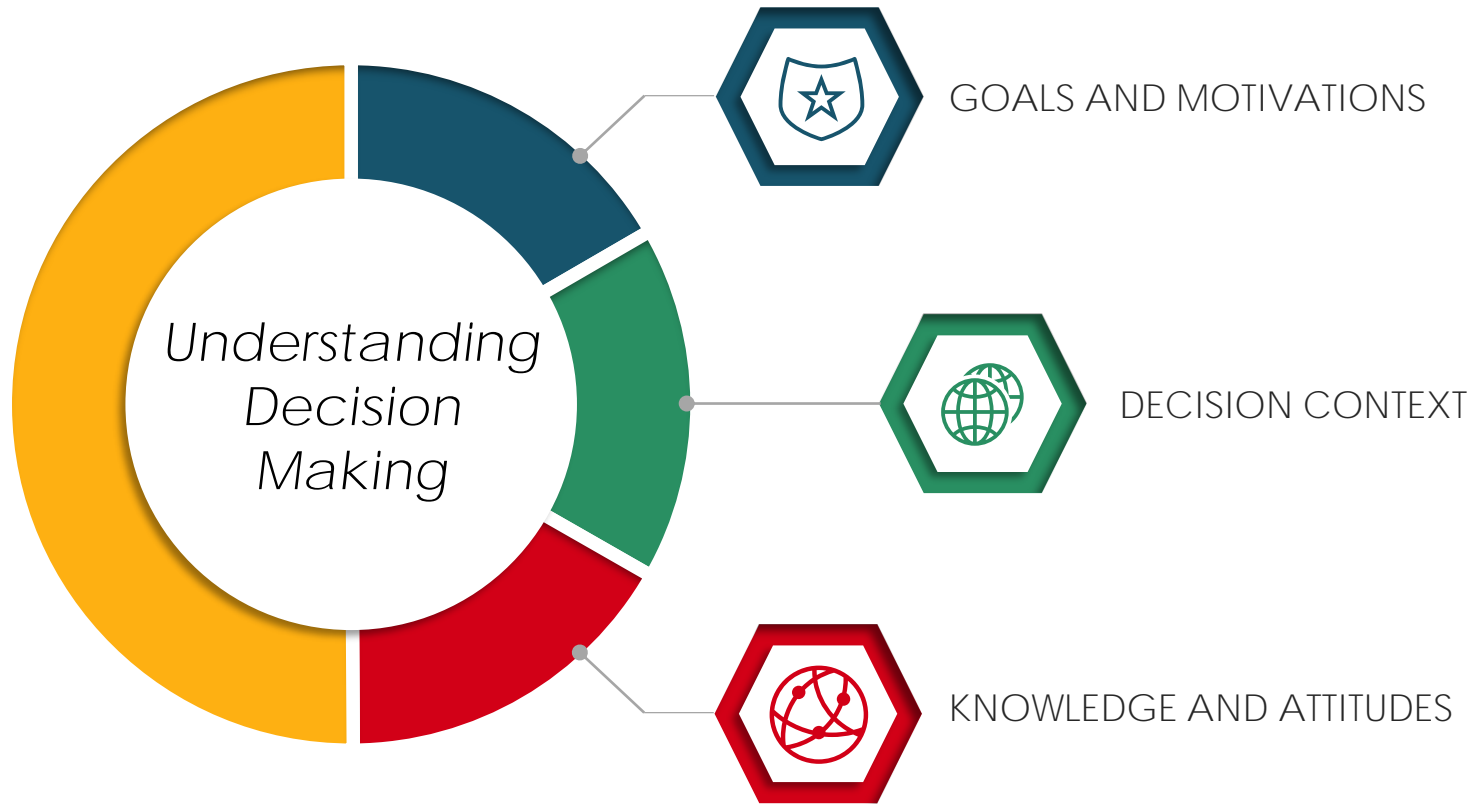 Understanding
Decision
Making
GOALS AND MOTIVATIONS
DECISION CONTEXT
KNOWLEDGE AND ATTITUDES